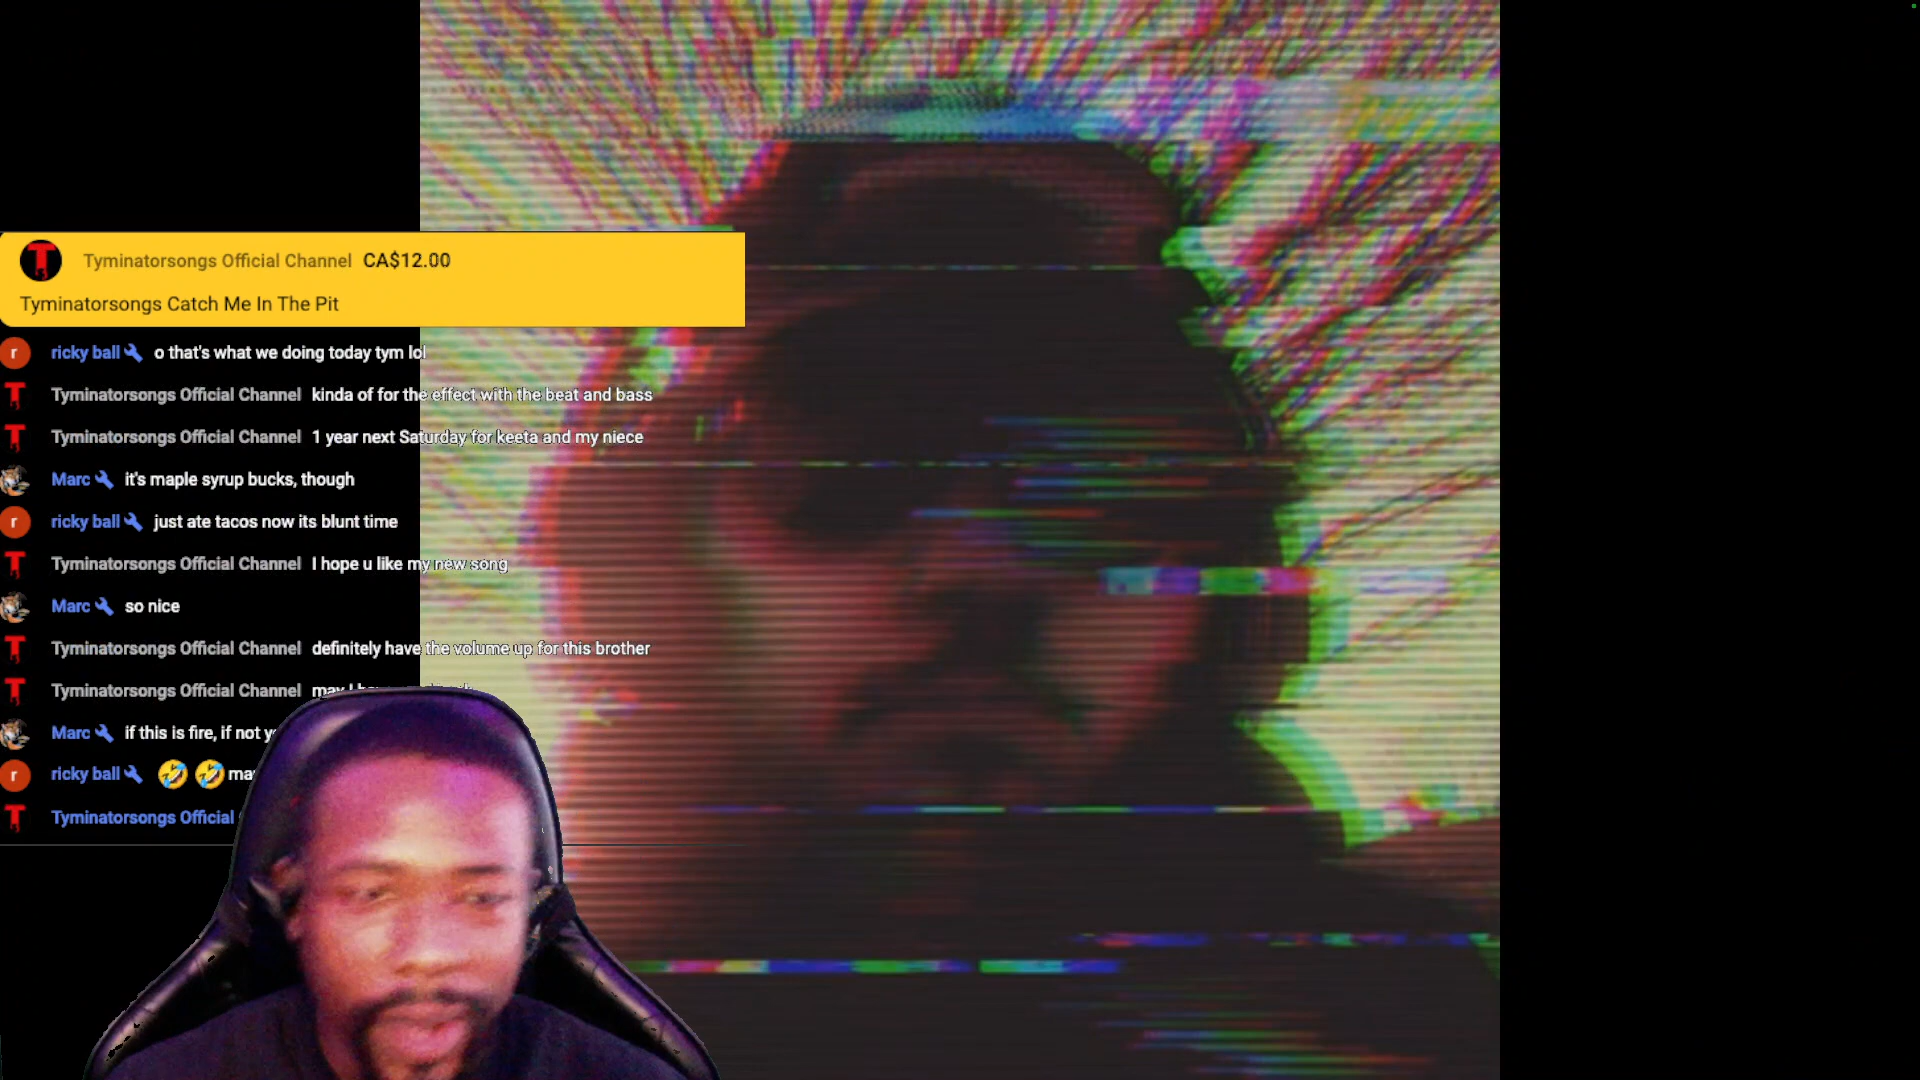 Tyminatorsongs Official Channel CA$12.00
Tyminatorsongs Catch Me In The Pit
r ricky ball o that's what we doing today tym lol
Tyminatorsongs Official Channel kinda of for the effect with the beat and bass
Tyminatorsongs Official Channel 1 year next Saturday for keeta and my niece
Marc it's maple syrup bucks, though
r ricky ball just ate tacos now its blunt time
Tyminatorsongs Official Channel I hope u like my new song
Marc so nice
Tyminatorsongs Official Channel definitely have the volume up for this brother
Tyminatorsongs Official Channel may I
Marc if this is fire, if not
r ricky ball 🤣 🤣
Tyminatorsongs Official